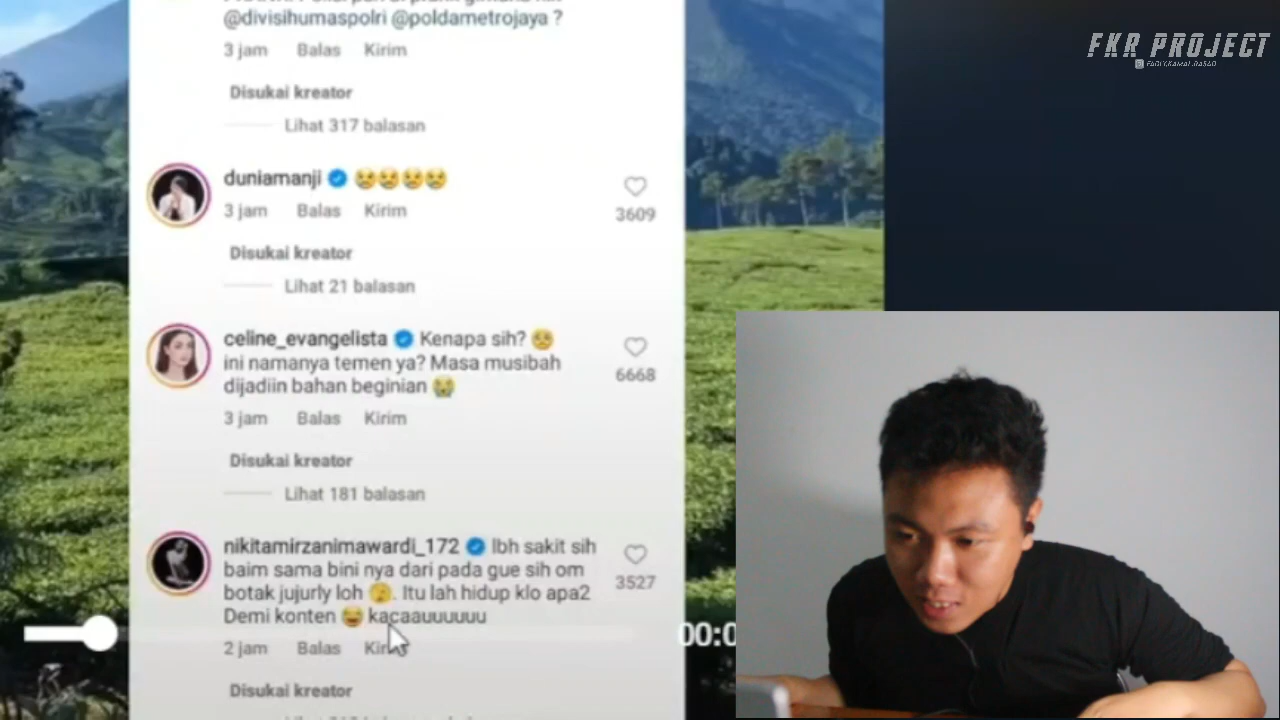 @divisihumaspolri @poldametrojaya ?
3 jam Balas Kirim
Disukai kreator
Lihat 317 balasan
duniamanji 😢😢😢😢
3609
3 jam Balas Kirim
Disukai kreator
Lihat 21 balasan
celine_evangelista Kenapa sih? 🥺
ini namanya temen ya? Masa musibah
dijadiin bahan beginian 😭
6668
3 jam Balas Kirim
Disukai kreator
Lihat 181 balasan
nikitamirzanimawardi_172 lbh sakit sih
baim sama bini nya dari pada gue sih om
botak jujurly loh 🫣. Itu lah hidup klo apa2
Demi konten 😂 kacaauuuuuu
3527
2 jam Balas Kirim
Disukai kreator
00:0
FKR PROJECT